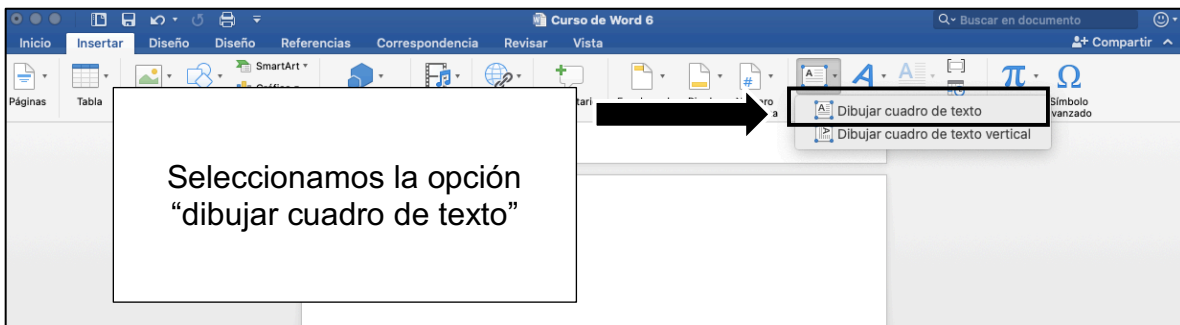 Curso de Word 6
Buscar en documento
Inicio Insertar Diseño Diseño Referencias Correspondencia Revisar Vista Compartir
SmartArt
Páginas Tabla
Símbolo
Dibujar cuadro de texto
Dibujar cuadro de texto vertical
Seleccionamos la opción
“dibujar cuadro de texto”